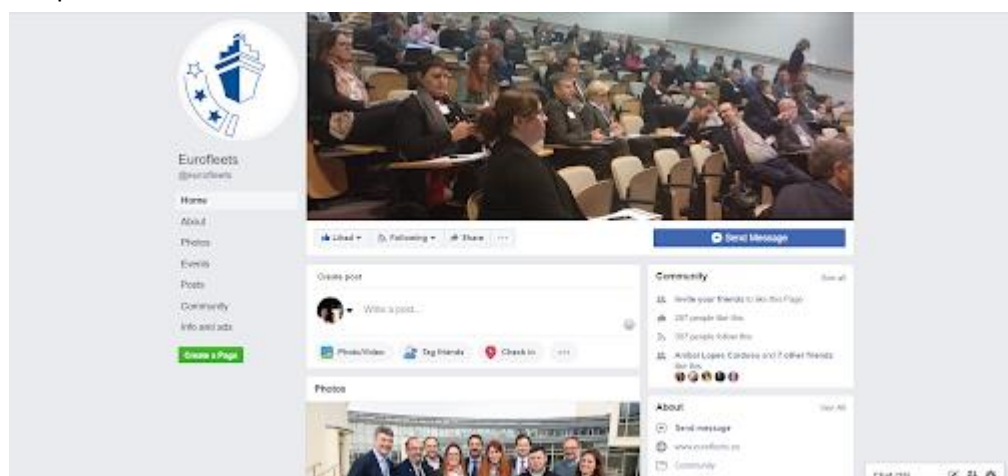 Eurofleets
@eurofleets
Home
About
Photos
Events
Posts
Community
Info and ads
Create a Page
Liked
Following
Share
Send Message
Create post
Write a post...
Photo/Video
Tag friends
Check in
Photos
Community
See all
Invite your friends to like this Page
people like this
people follow this
Anibal Lopes Cardoso and 7 other friends
like this
About
See All
Send message
www.eurofleets.eu
Community